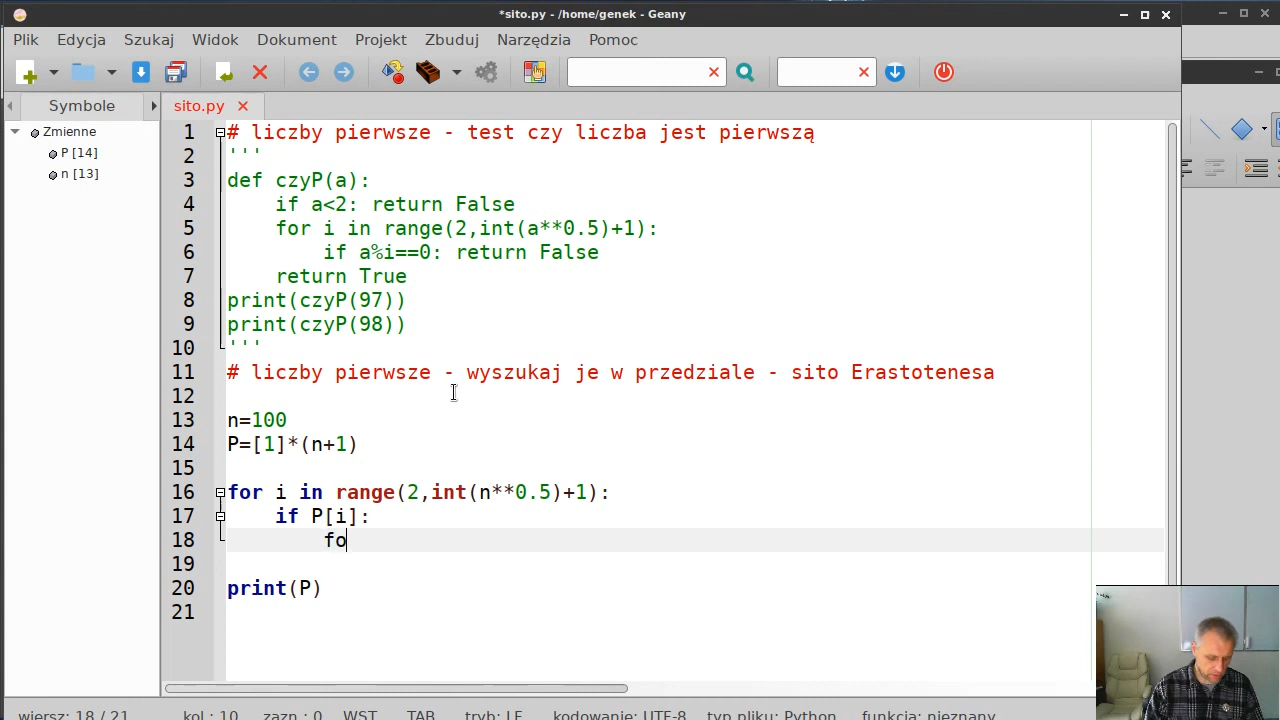 *sito.py - /home/genek - Geany
Plik Edycja Szukaj Widok Dokument Projekt Zbuduj Narzędzia Pomoc
Symbole
sito.py
Zmienne
P [14]
n [13]
1 # liczby pierwsze - test czy liczba jest pierwszą
2 '''
3 def czyP(a):
4 if a<2: return False
5 for i in range(2,int(a**0.5)+1):
6 if a%i==0: return False
7 return True
8 print(czyP(97))
9 print(czyP(98))
10 '''
11 # liczby pierwsze - wyszukaj je w przedziale - sito Erastotenesa
12
13 n=100
14 P=[1]*(n+1)
15
16 for i in range(2,int(n**0.5)+1):
17 if P[i]:
18 fo
19
20 print(P)
21
wiersz: 18 / 21 kol.: 10 zazn.: 0 WST TAB tryb: LF kodowanie: UTF-8 typ pliku: Python funkcja: nieznany